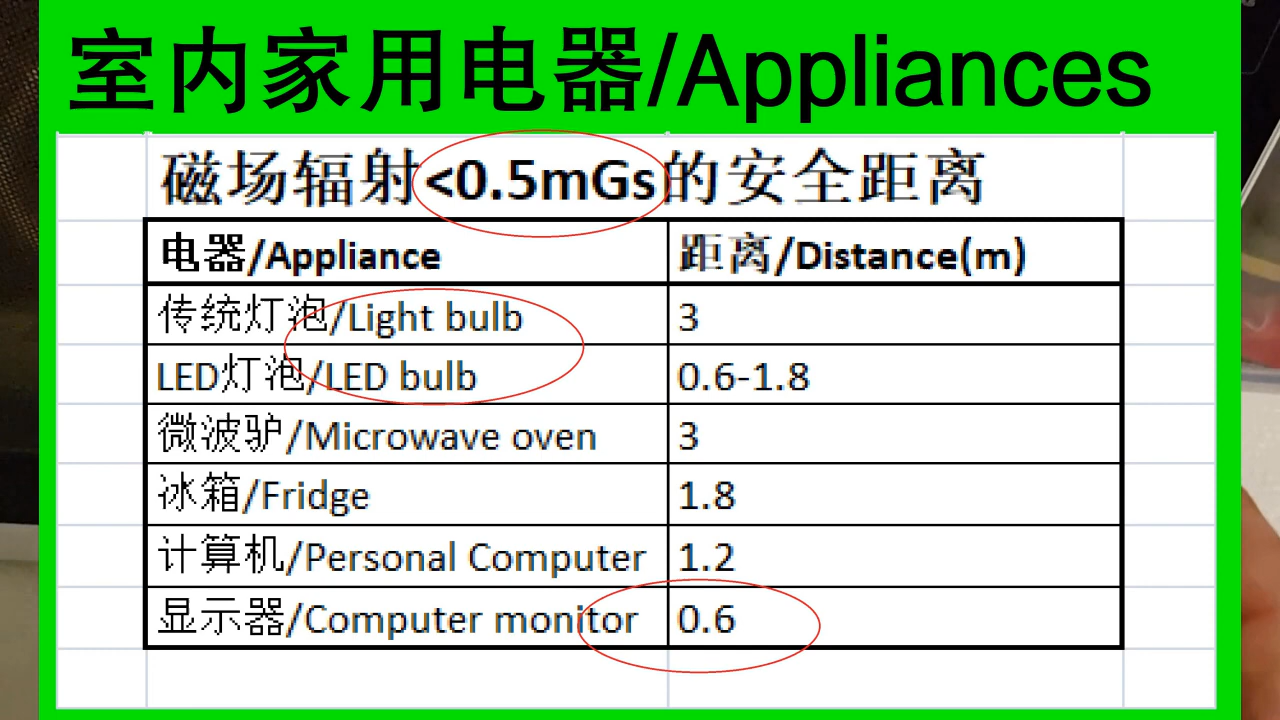 室内家用电器/Appliances
磁场辐射<0.5mGs的安全距离
电器/Appliance 距离/Distance(m)
传统灯泡/Light bulb 3
LED灯泡/LED bulb 0.6-1.8
微波驴/Microwave oven 3
冰箱/Fridge 1.8
计算机/Personal Computer 1.2
显示器/Computer monitor 0.6